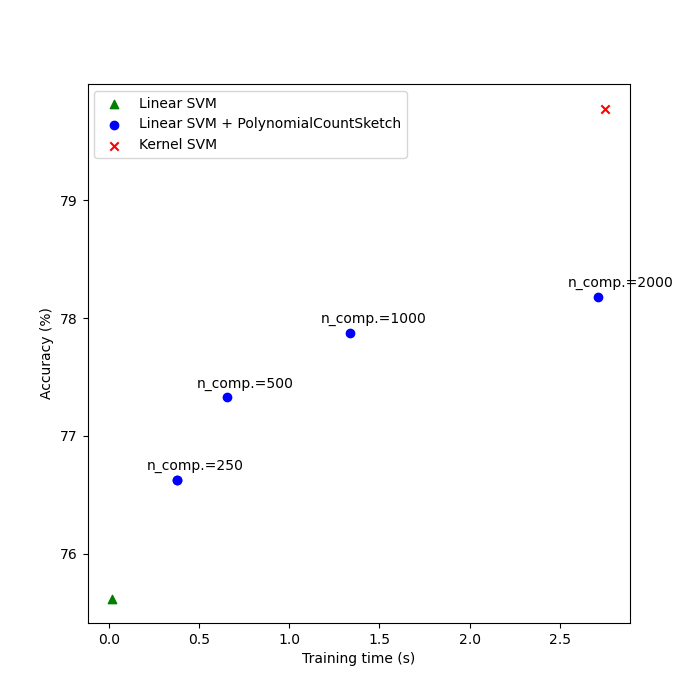 Linear SVM
Linear SVM + PolynomialCountSketch
Kernel SVM
79
n_comp.=2000
78
n_comp.=1000
n_comp.=500
77
n_comp.=250
76
Accuracy (%)
0.0 0.5 1.0 1.5 2.0 2.5
Training time (s)